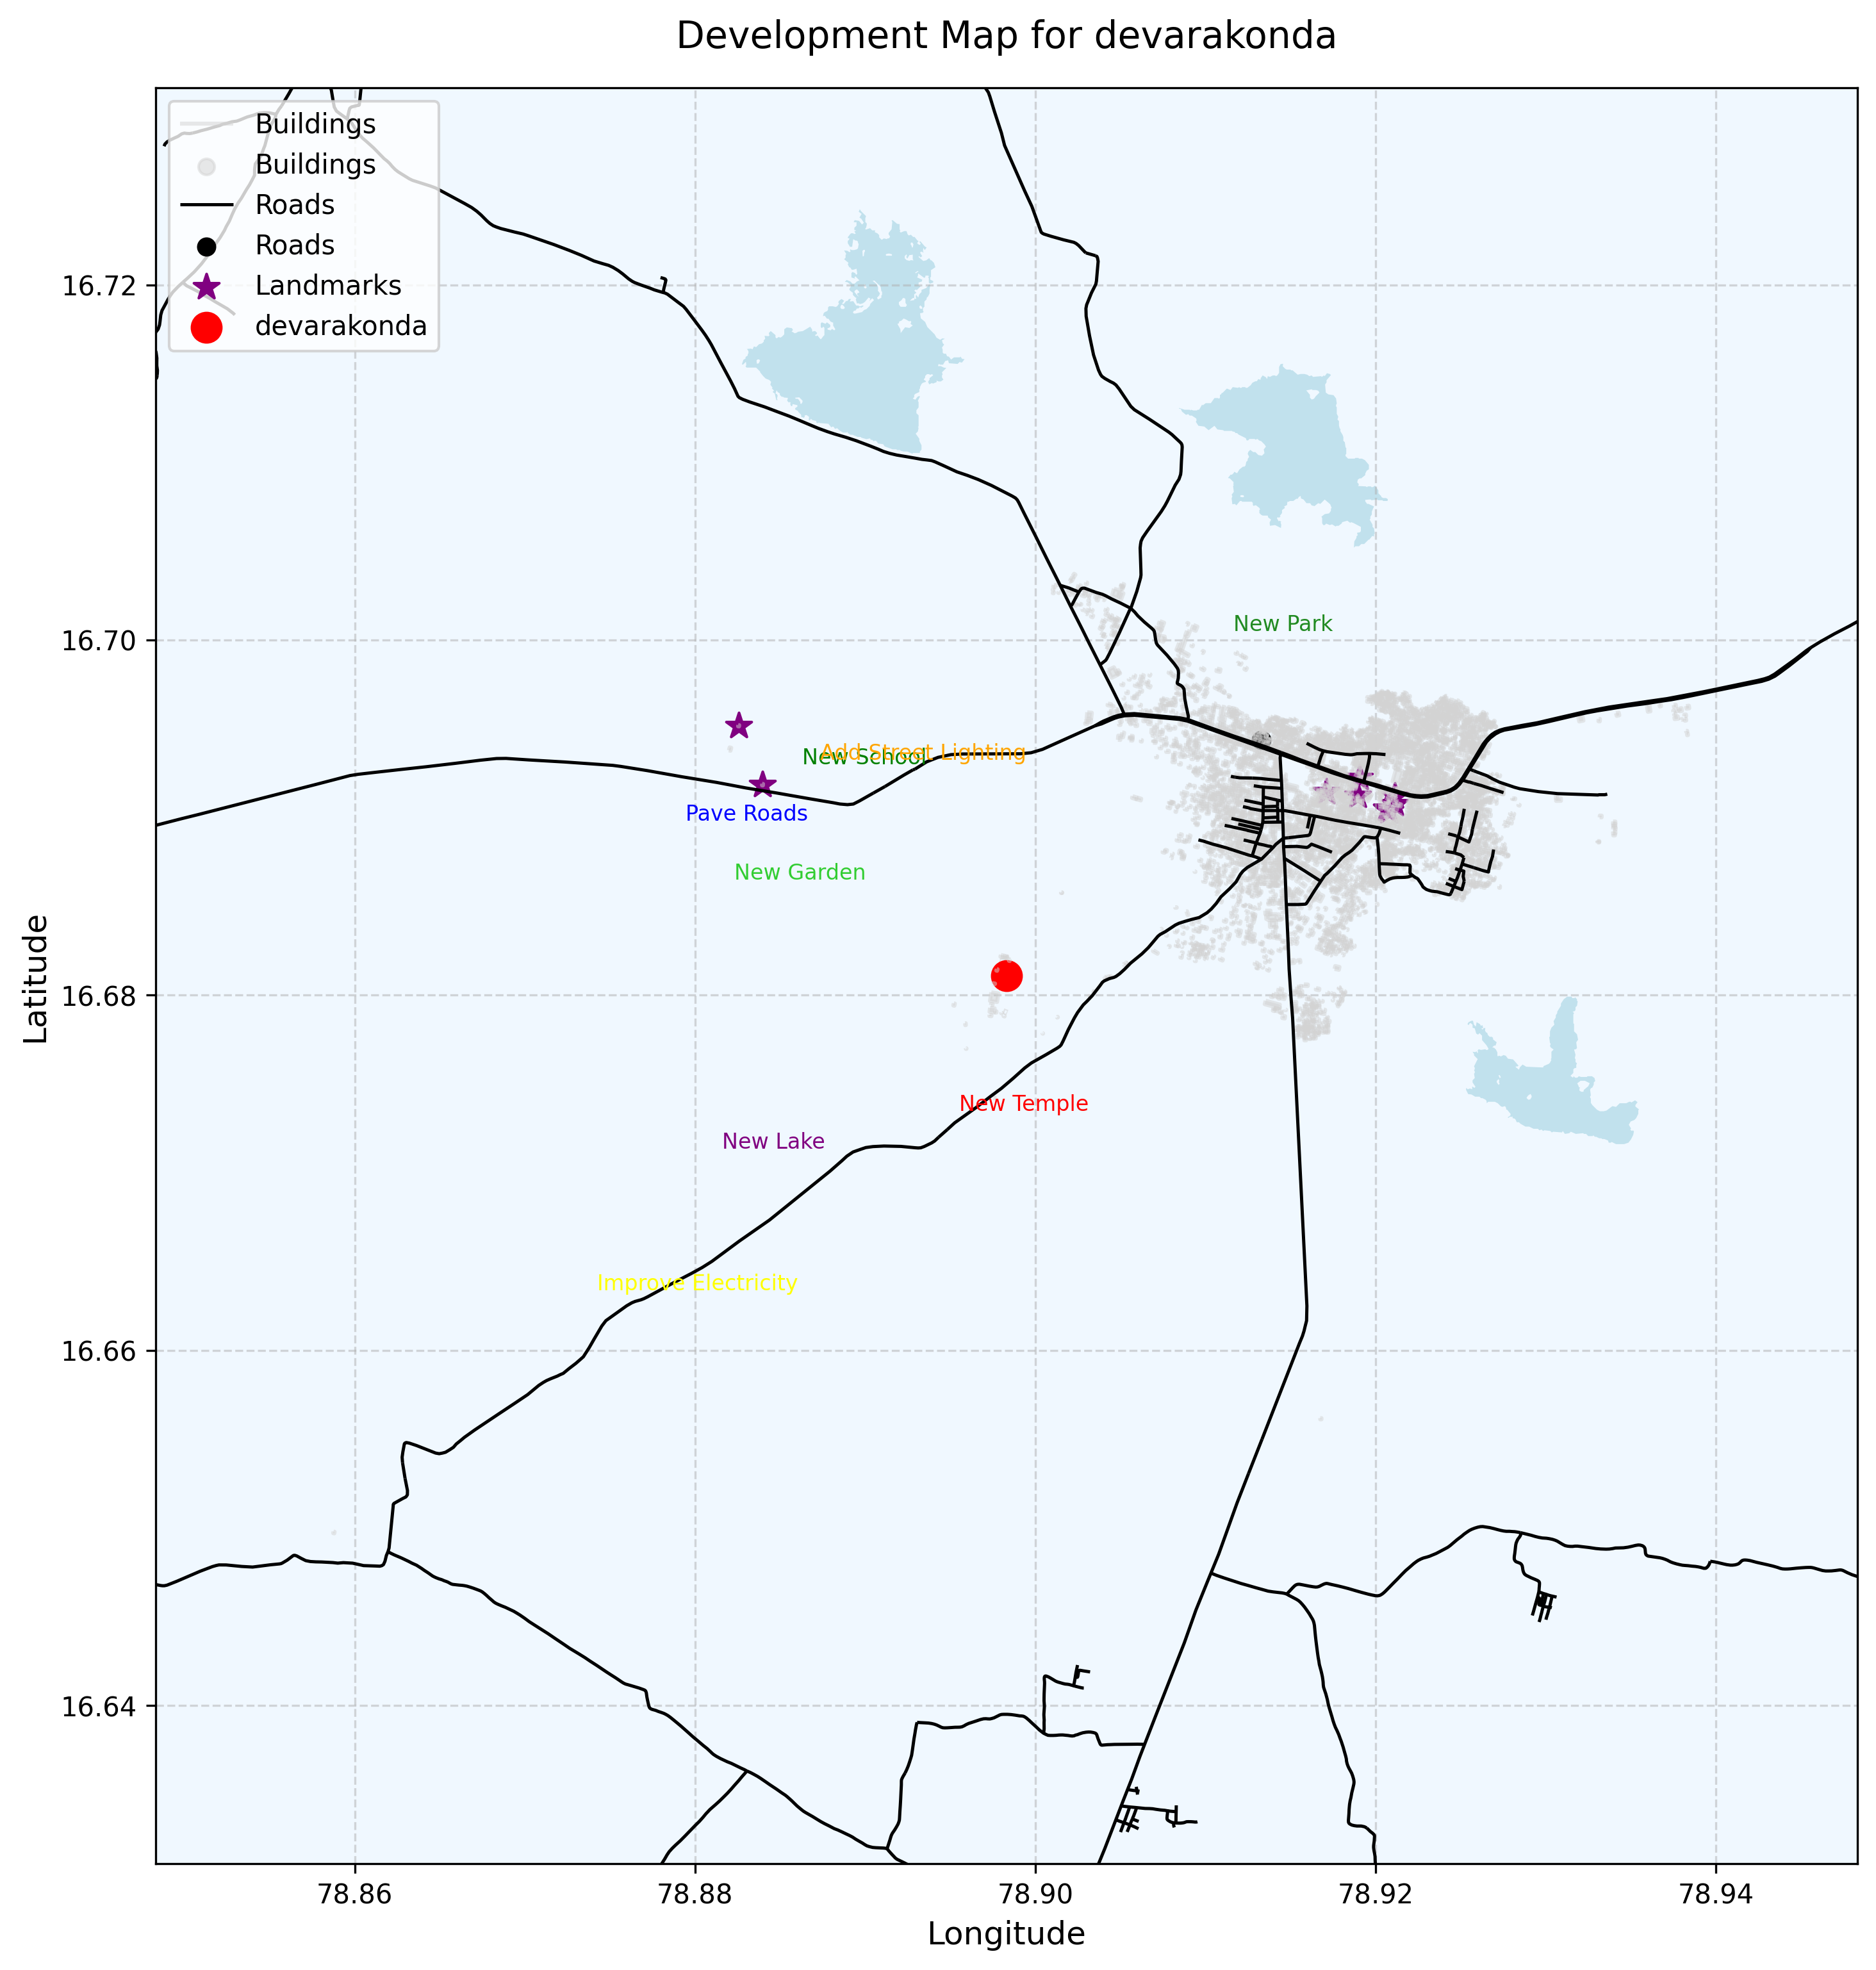 Development Map for devarakonda
Buildings
Buildings
Roads
Roads
Landmarks
devarakonda
16.72
16.70
16.68
16.66
16.64
Latitude
New Park
Add Street Lighting
New School
Pave Roads
New Garden
New Temple
New Lake
Improve Electricity
78.86
78.88
78.90
78.92
78.94
Longitude